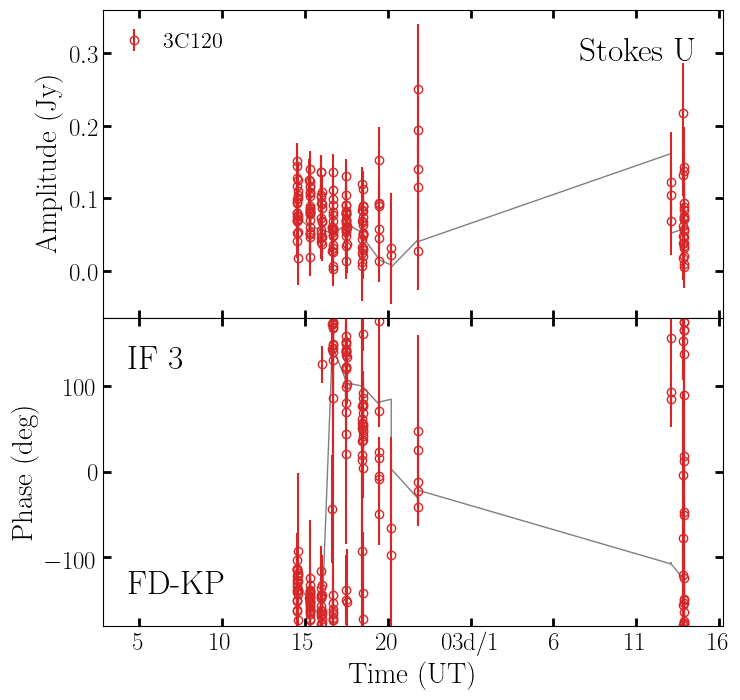 3C120
Stokes U
0.3
0.2
0.1
0.0
Amplitude (Jy)
IF 3
FD-KP
100
0
−100
Phase (deg)
5 10 15 20 03d/1 6 11 16
Time (UT)